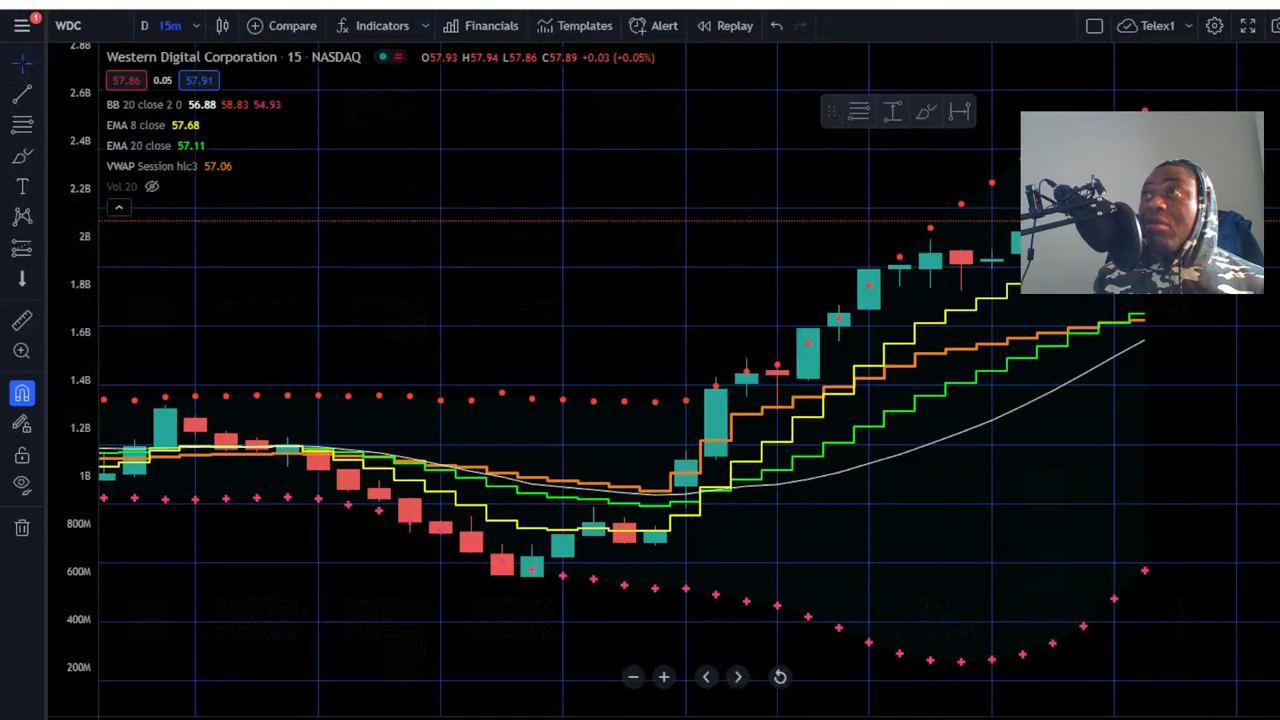 1
WDC
D
15m
Compare
Indicators
Financials
Templates
Alert
Replay
Telex1
Western Digital Corporation · 15 · NASDAQ
O57.93 H57.94 L57.86 C57.89 +0.03 (+0.05%)
57.86
0.05
57.91
BB 20 close 2 0 56.88 58.83 54.93
EMA 8 close 57.68
EMA 20 close 57.11
VWAP Session hlc3 57.06
Vol 20
2.8B
2.6B
2.4B
2.2B
2B
1.8B
1.6B
1.4B
1.2B
1B
800M
600M
400M
200M